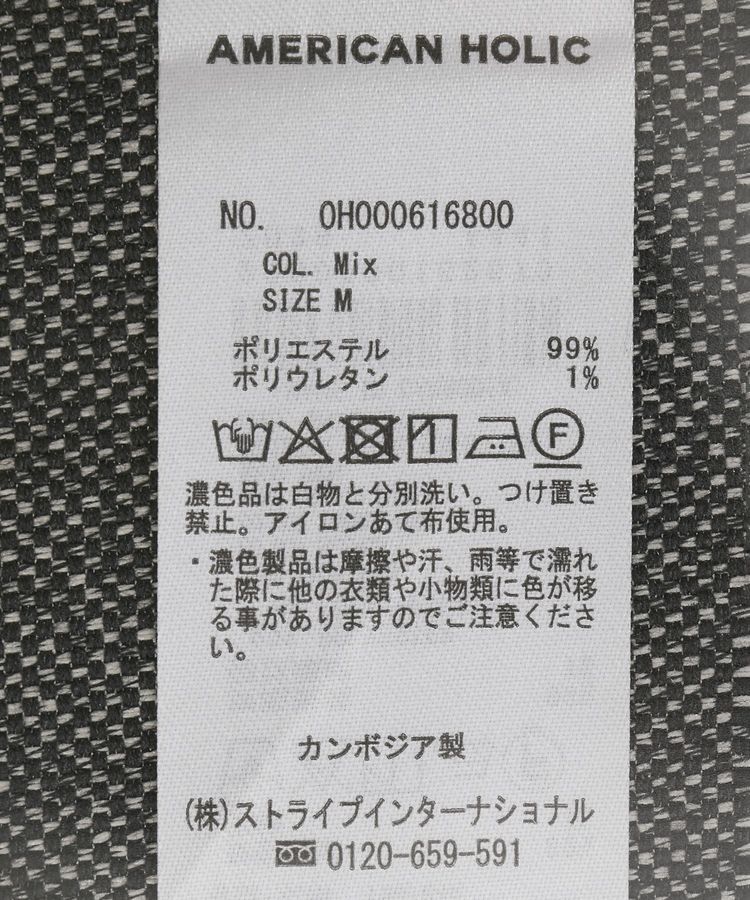 AMERICAN HOLIC
NO. 0H000616800
COL. Mix
SIZE M
ポリエステル 99%
ポリウレタン 1%
F
濃色品は白物と分別洗い。つけ置き
禁止。アイロンあて布使用。
・濃色製品は摩擦や汗、雨等で濡れ
た際に他の衣類や小物類に色が移
る事がありますのでご注意くださ
い。
カンボジア製
(株)ストライプインターナショナル
0120-659-591